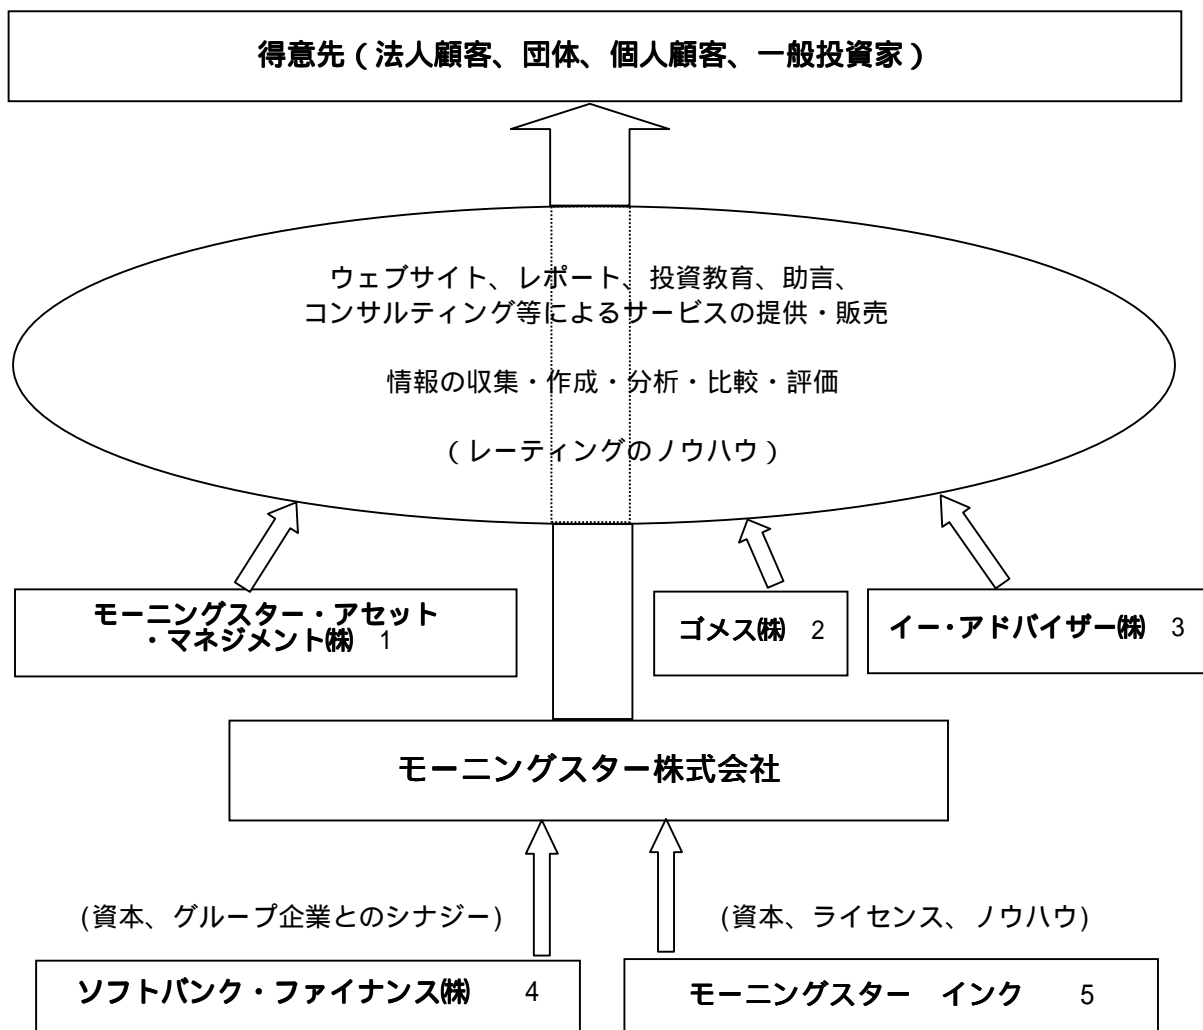 得意先（法人顧客、団体、個人顧客、一般投資家）
ウェブサイト、レポート、投資教育、助言、
コンサルティング等によるサービスの提供・販売
情報の収集・作成・分析・比較・評価
（レーティングのノウハウ）
モーニングスター・アセット
・マネジメント㈱ 1
ゴメス㈱ 2
イー・アドバイザー㈱ 3
モーニングスター株式会社
(資本、グループ企業とのシナジー)
(資本、ライセンス、ノウハウ)
ソフトバンク・ファイナンス㈱ 4
モーニングスター　インク 5